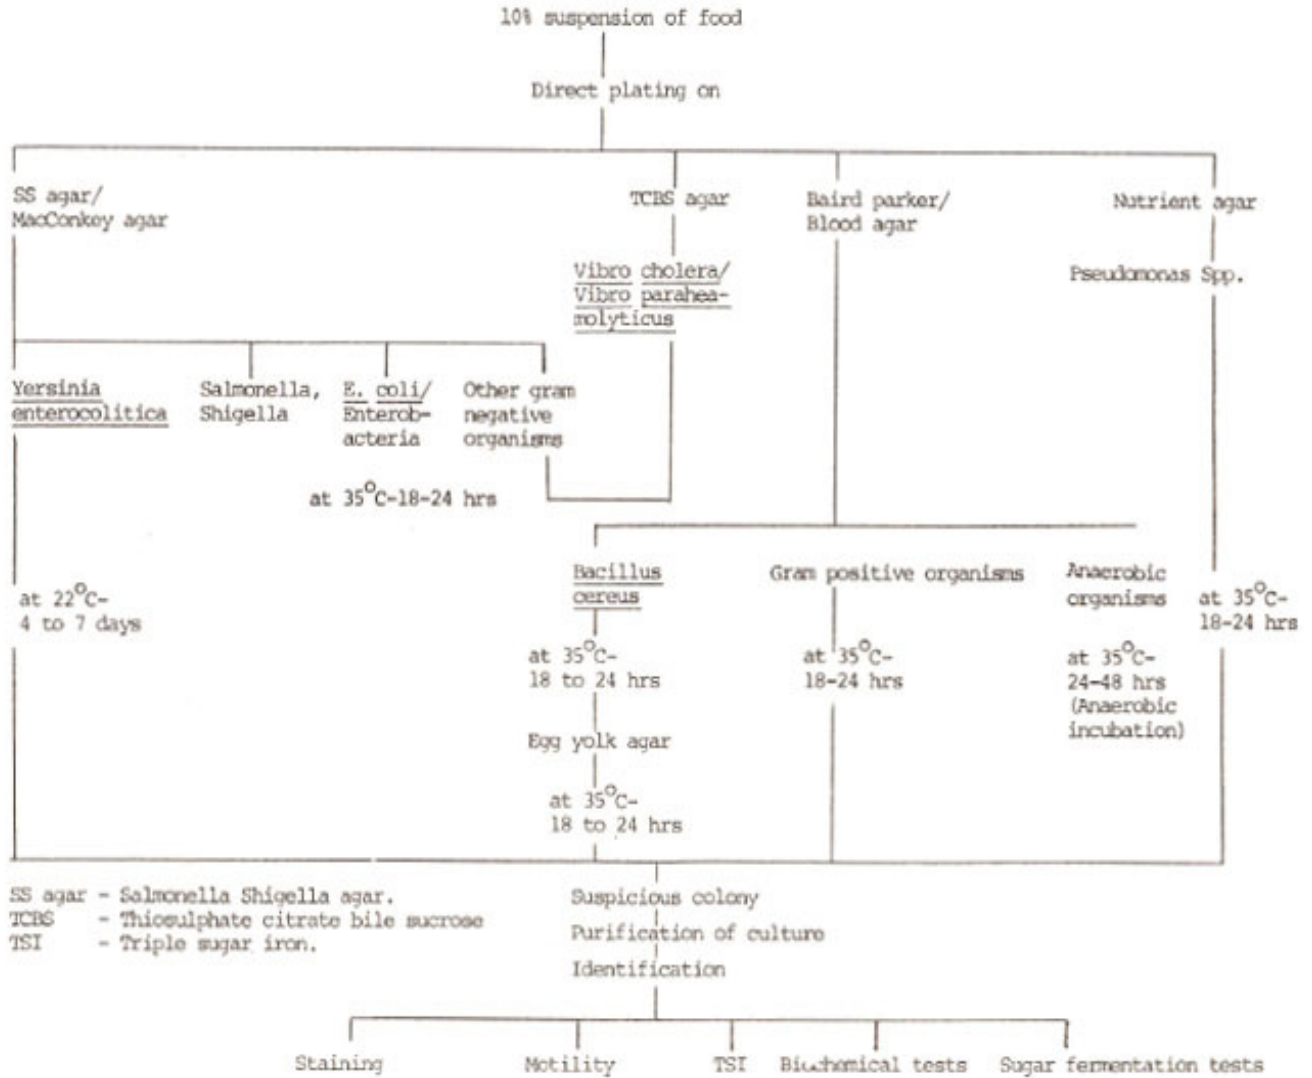 10% suspension of food
Direct plating on
SS agar/
MacConkey agar
TCBS agar
Baird parker/
Blood agar
Nutrient agar
Vibro cholera/
Vibro parahea-
molyticus
Pseudomonas Spp.
Yersinia
enterocolitica
Salmonella,
Shigella
E. coli/
Enterob-
acteria
Other gram
negative
organisms
at 35°C-18-24 hrs
at 22°C-
4 to 7 days
Bacillus
cereus
Gram positive organisms
Anaerobic
organisms
at 35°C-
18-24 hrs
at 35°C-
18 to 24 hrs
at 35°C-
18-24 hrs
at 35°C-
24-48 hrs
(Anaerobic
incubation)
Egg yolk agar
at 35°C-
18 to 24 hrs
SS agar - Salmonella Shigella agar.
TCBS - Thiosulphate citrate bile sucrose
TSI - Triple sugar iron.
Suspicious colony
Purification of culture
Identification
Staining
Motility
TSI
Biochemical tests
Sugar fermentation tests